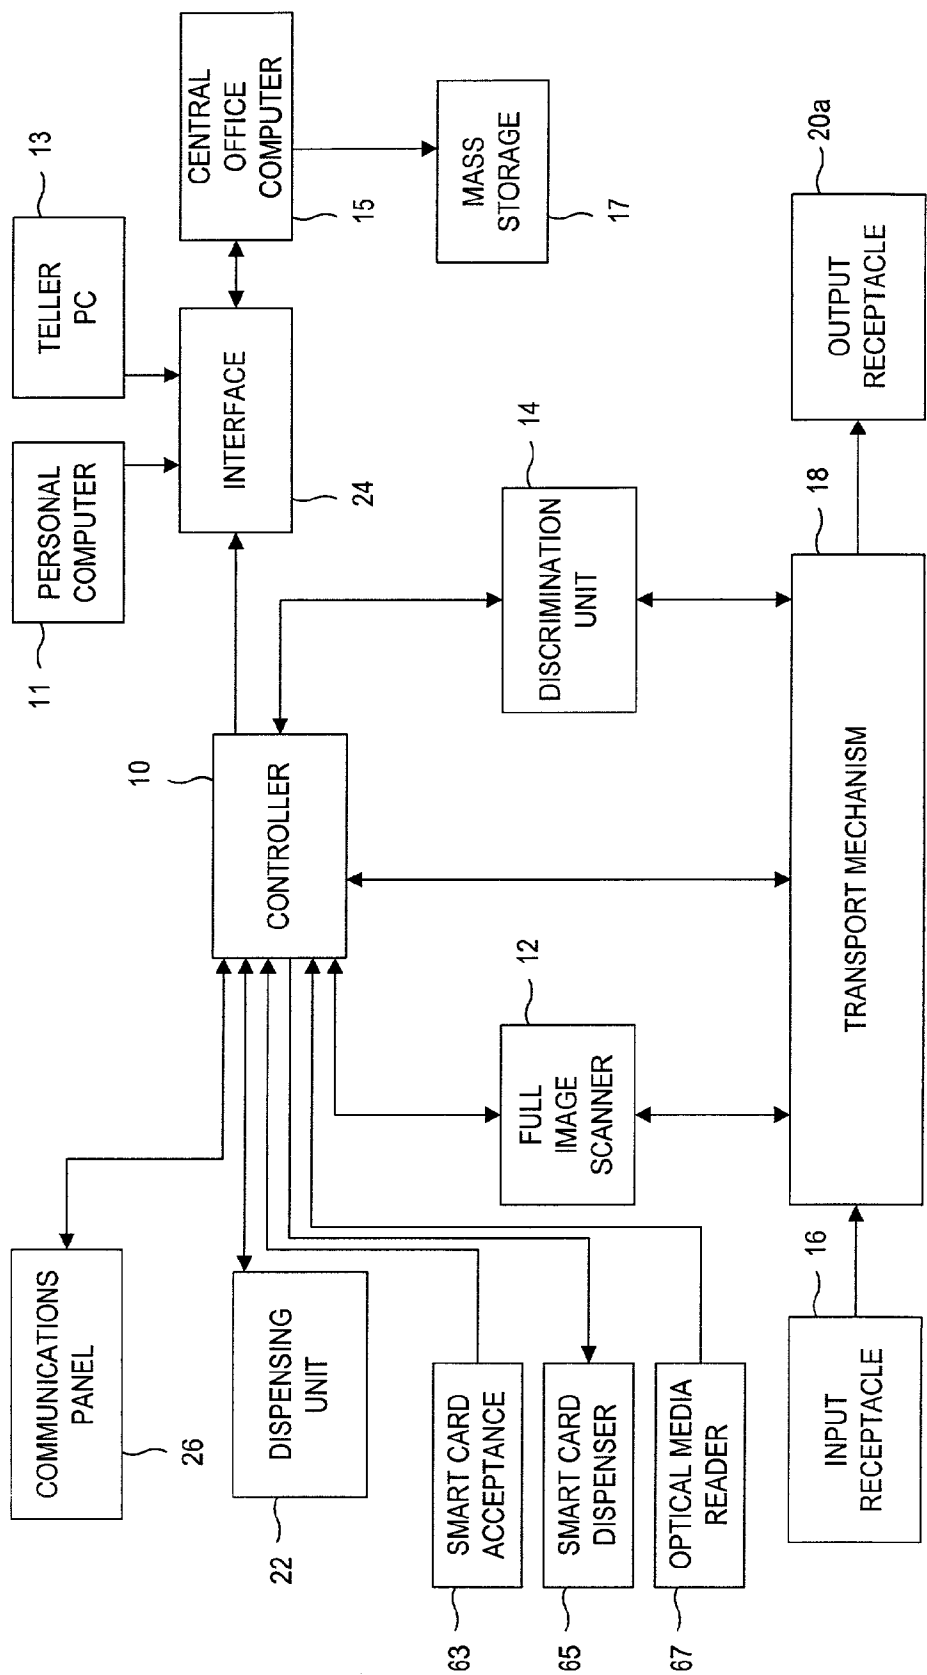 COMMUNICATIONS
PANEL
26
DISPENSING
UNIT
22
SMART CARD
ACCEPTANCE
63
SMART CARD
DISPENSER
65
OPTICAL MEDIA
READER
67
INPUT
RECEPTACLE
16
FULL
IMAGE
SCANNER
12
CONTROLLER
10
TRANSPORT MECHANISM
18
DISCRIMINATION
UNIT
14
PERSONAL
COMPUTER
11
TELLER
PC
13
INTERFACE
24
CENTRAL
OFFICE
COMPUTER
15
MASS
STORAGE
17
OUTPUT
RECEPTACLE
20a